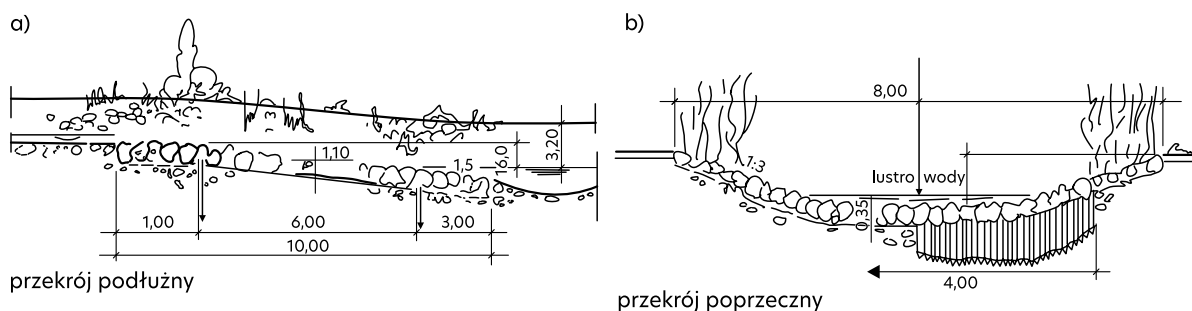 a)
1,10
1,5
16,0
3,20
1,00
6,00
3,00
10,00
przekrój podłużny
b)
8,00
1:3
lustro wody
0,35
4,00
przekrój poprzeczny